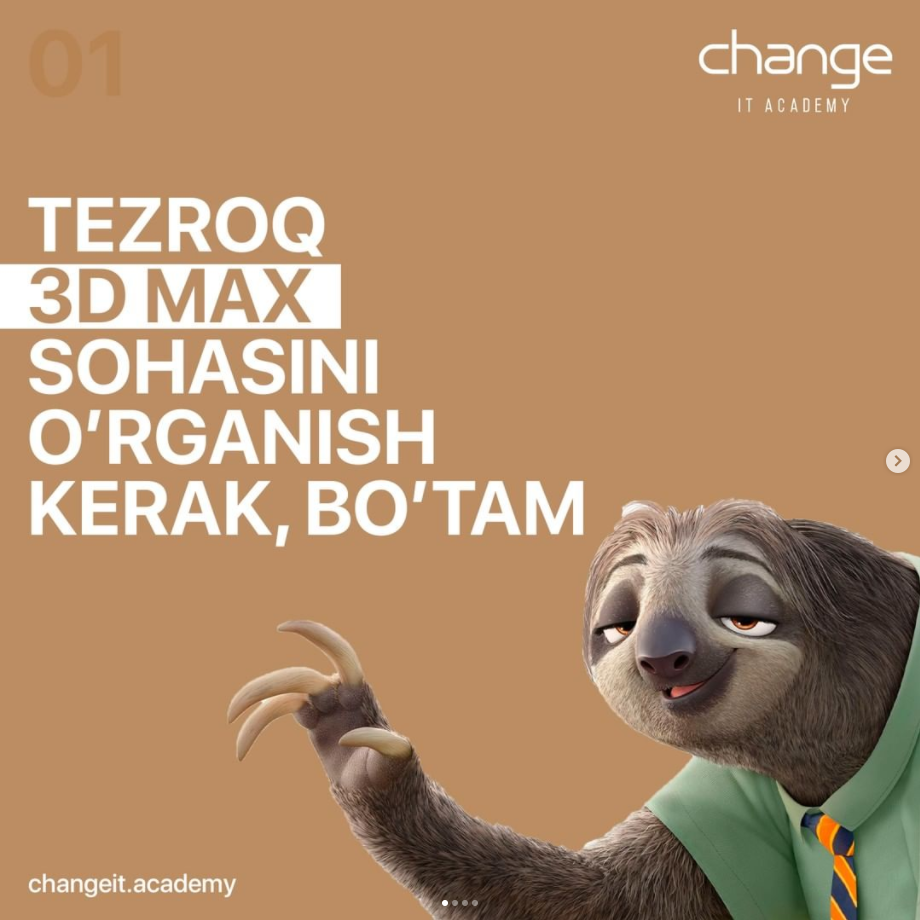 01
change
IT ACADEMY
TEZROQ
3D MAX
SOHASINI
O'RGANISH
KERAK, BO'TAM
changeit.academy